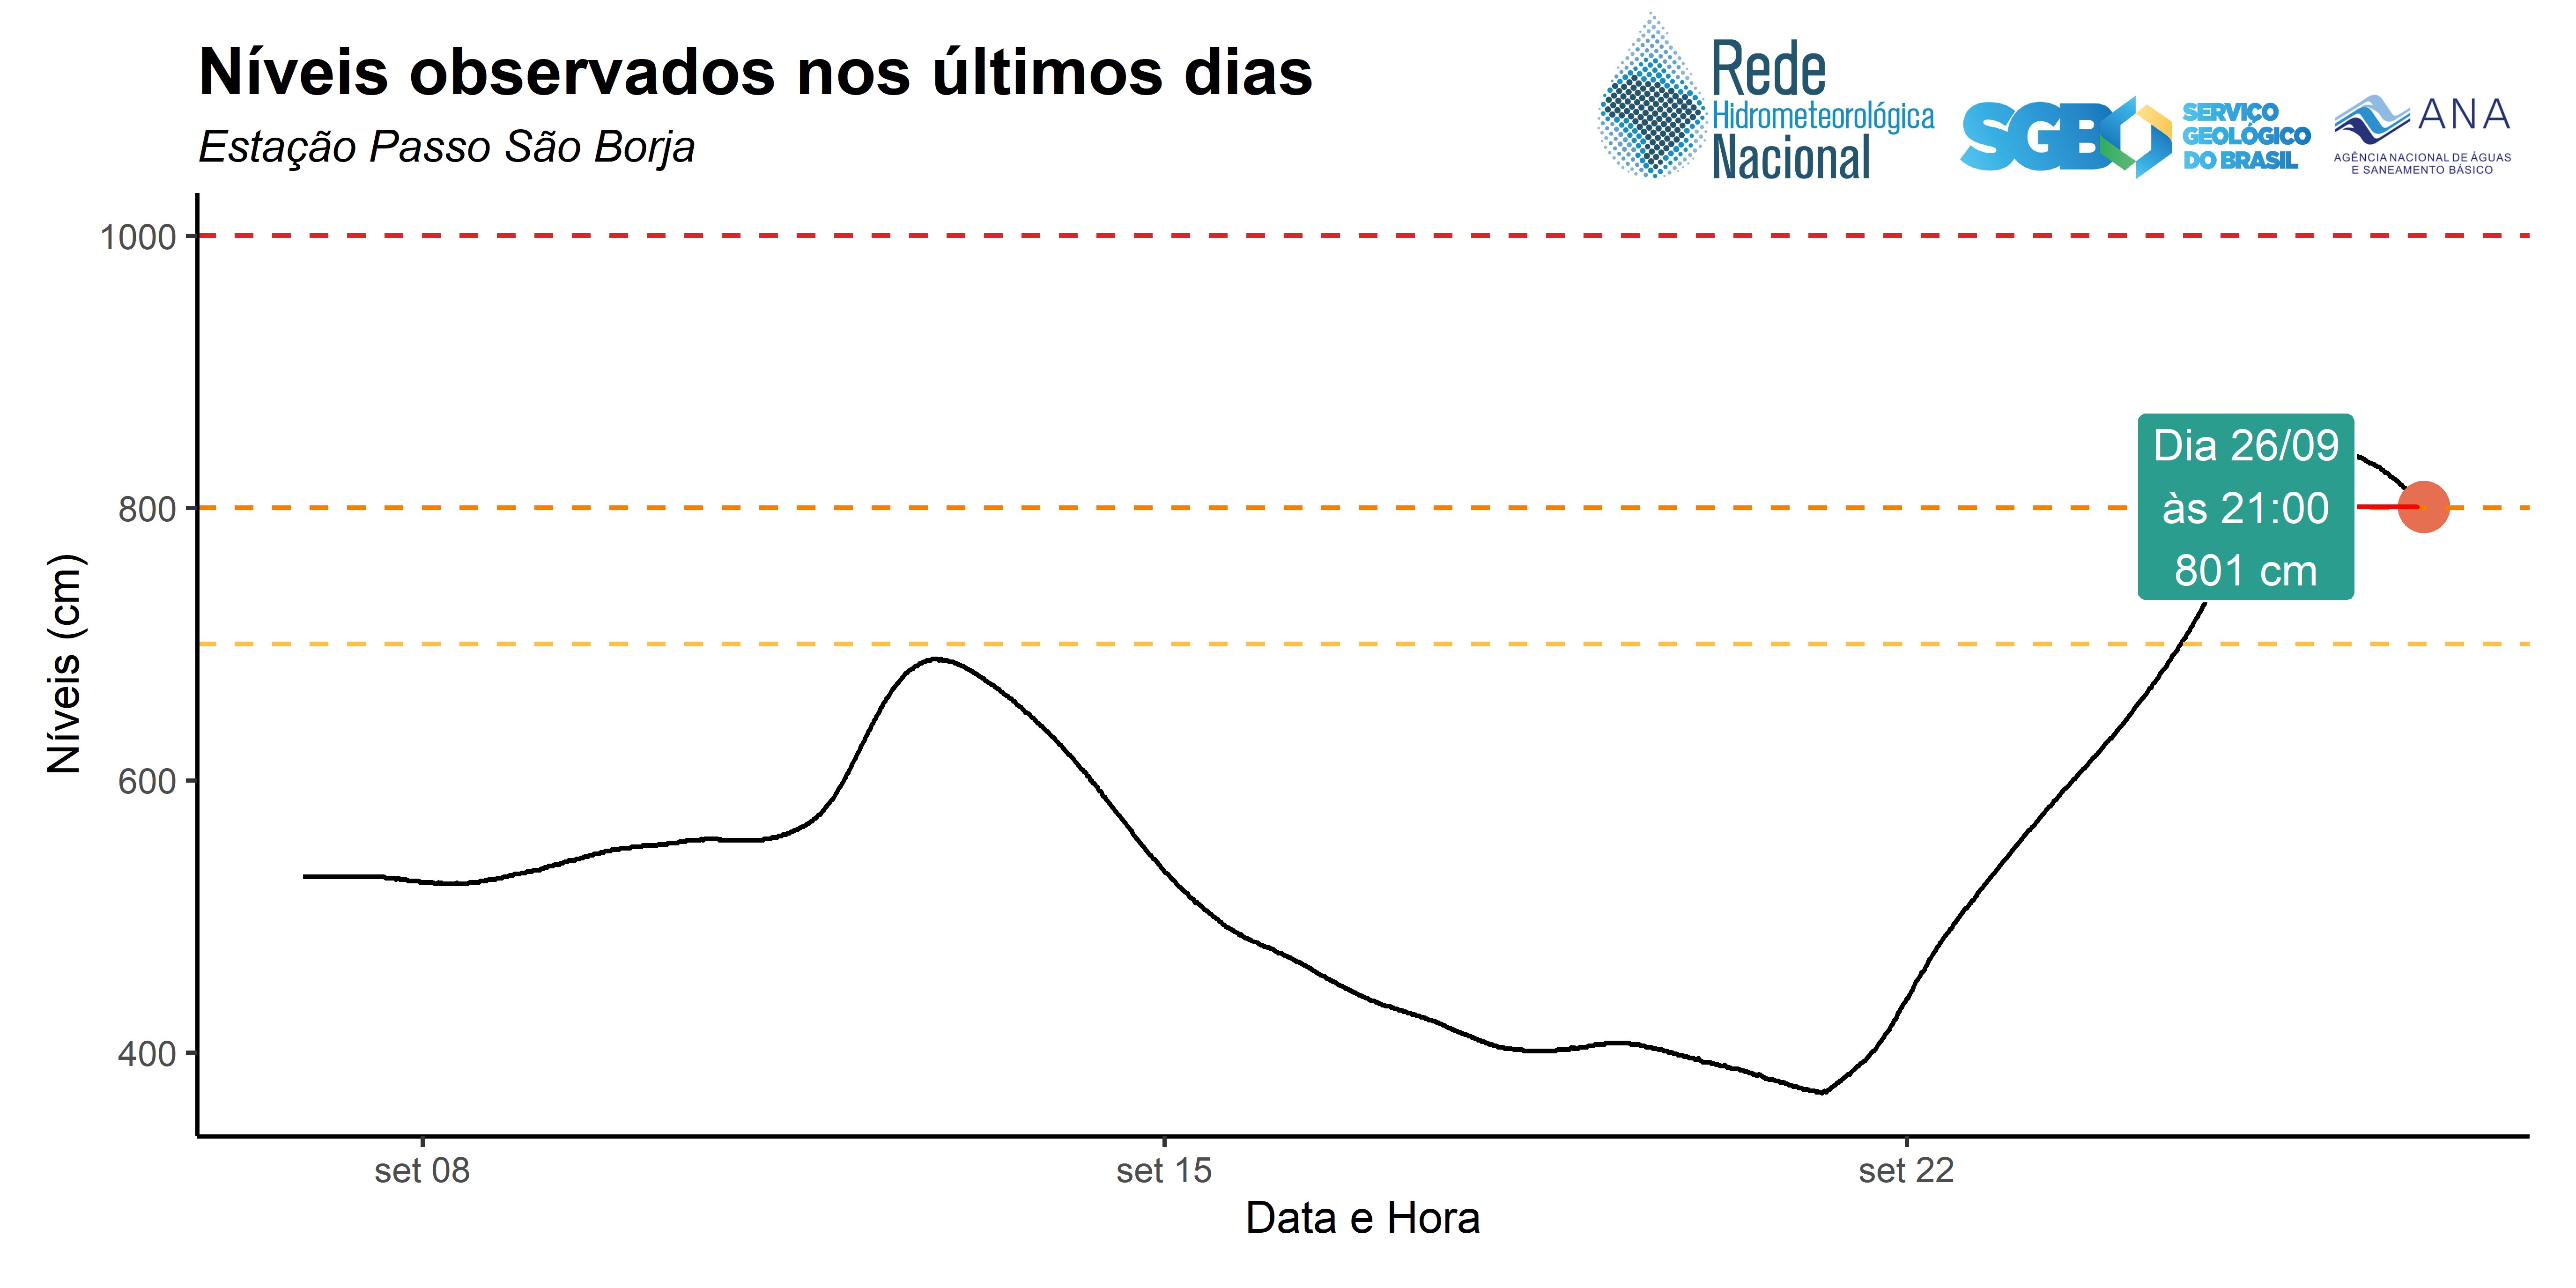 Níveis observados nos últimos dias
Estação Passo São Borja
Rede
Hidrometeorológica
Nacional
SGB
SERVIÇO
GEOLÓGICO
DO BRASIL
ANA
AGÊNCIA NACIONAL DE ÁGUAS
E SANEAMENTO BÁSICO
Níveis (cm)
1000
800
600
400
Dia 26/09
às 21:00
801 cm
set 08
set 15
set 22
Data e Hora